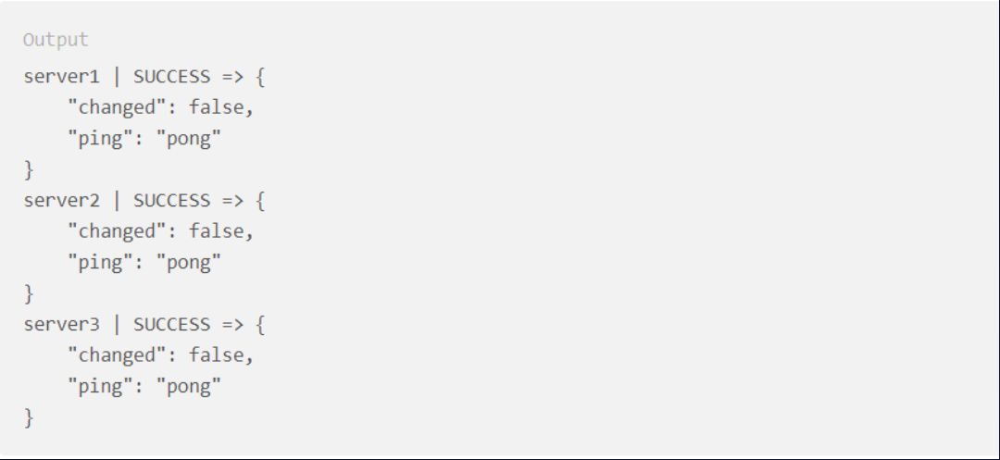 Output
server1 | SUCCESS => {
    "changed": false,
    "ping": "pong"
}
server2 | SUCCESS => {
    "changed": false,
    "ping": "pong"
}
server3 | SUCCESS => {
    "changed": false,
    "ping": "pong"
}